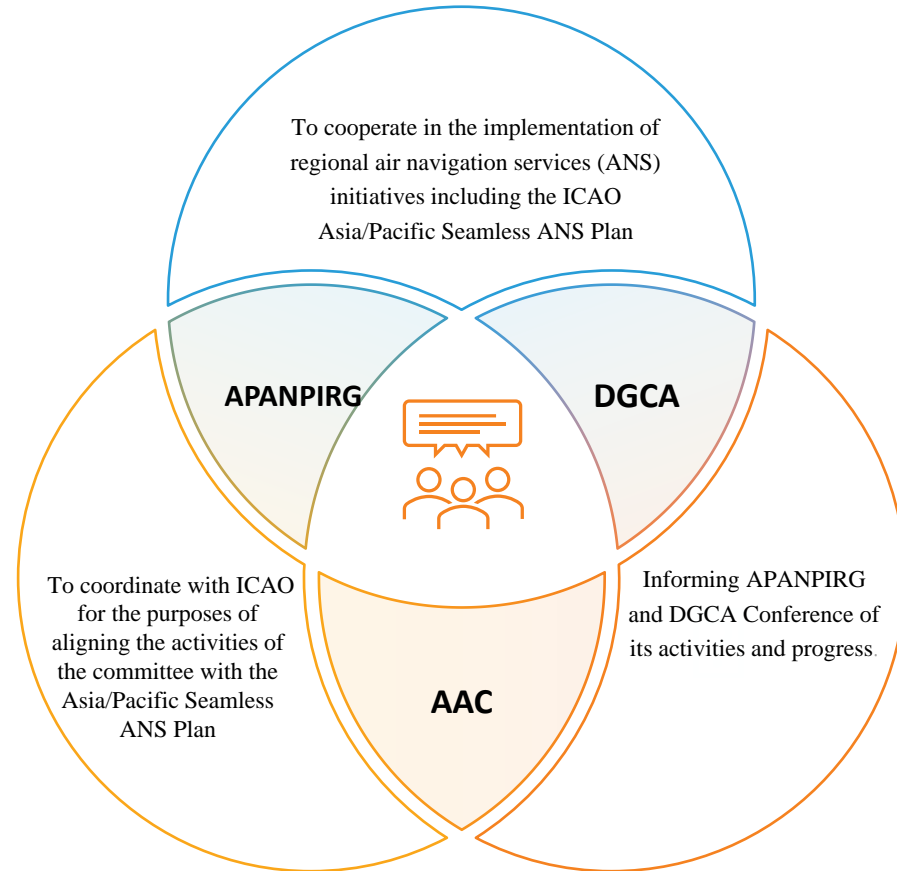 To cooperate in the implementation of
regional air navigation services (ANS)
initiatives including the ICAO
Asia/Pacific Seamless ANS Plan
APANPIRG
DGCA
To coordinate with ICAO
for the purposes of
aligning the activities of
the committee with the
Asia/Pacific Seamless
ANS Plan
Informing APANPIRG
and DGCA Conference of
its activities and progress.
AAC